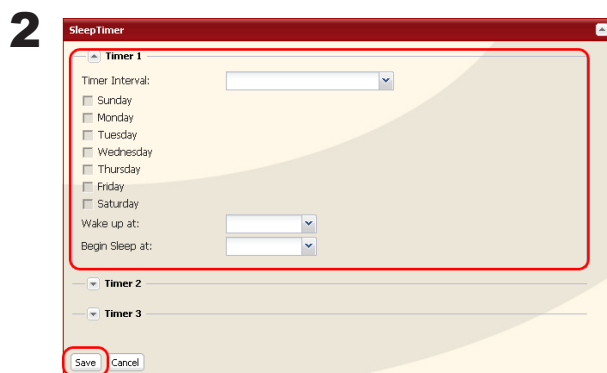 2
SleepTimer
Timer 1
Timer Interval:
Sunday
Monday
Tuesday
Wednesday
Thursday
Friday
Saturday
Wake up at:
Begin Sleep at:
Timer 2
Timer 3
Save Cancel